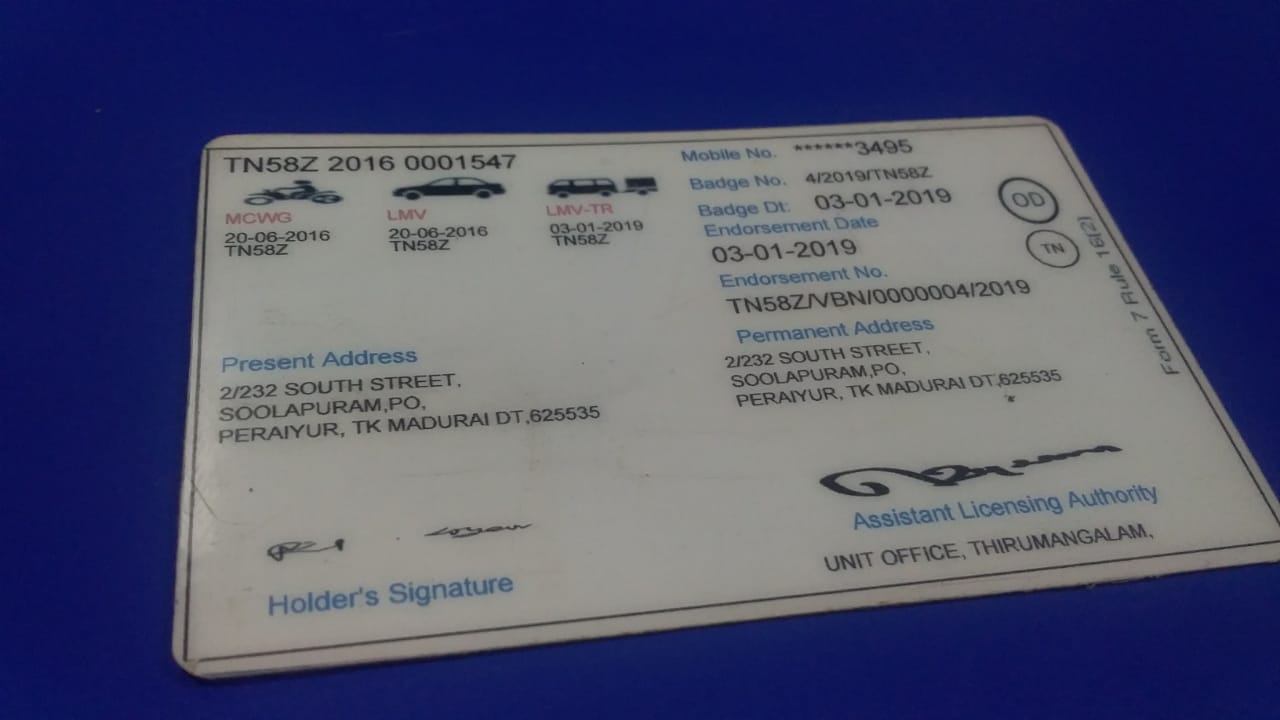 TN58Z 2016 0001547
MCWG
20-06-2016
TN58Z
LMV
20-06-2016
TN58Z
LMV-TR
03-01-2019
TN58Z
Mobile No. ******3495
Badge No. 4/2019/TN58Z
Badge Dt: 03-01-2019
Endorsement Date
03-01-2019
Endorsement No.
TN58Z/VBN/0000004/2019
OD
TN
Form 7 Rule 16(2)
Present Address
2/232 SOUTH STREET,
SOOLAPURAM,PO,
PERAIYUR, TK MADURAI DT,625535
Permanent Address
2/232 SOUTH STREET,
SOOLAPURAM,PO,
PERAIYUR, TK MADURAI DT,625535
Holder's Signature
Assistant Licensing Authority
UNIT OFFICE, THIRUMANGALAM,